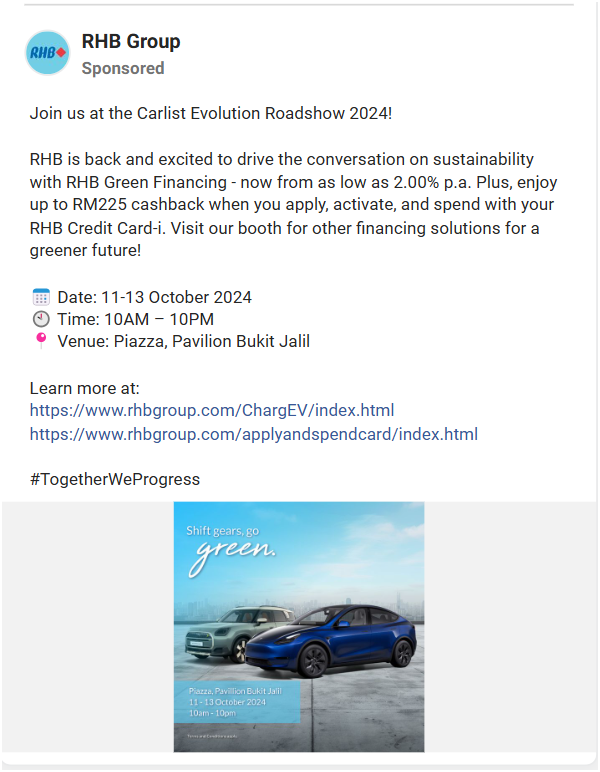 RHB
RHB Group
Sponsored
Join us at the Carlist Evolution Roadshow 2024!
RHB is back and excited to drive the conversation on sustainability
with RHB Green Financing - now from as low as 2.00% p.a. Plus, enjoy
up to RM225 cashback when you apply, activate, and spend with your
RHB Credit Card-i. Visit our booth for other financing solutions for a
greener future!
Date: 11-13 October 2024
Time: 10AM – 10PM
Venue: Piazza, Pavilion Bukit Jalil
Learn more at:
https://www.rhbgroup.com/ChargEV/index.html
https://www.rhbgroup.com/applyandspendcard/index.html
#TogetherWeProgress
Shift gears, go
green.
Piazza, Pavillion Bukit Jalil
11 - 13 October 2024
10am - 10pm
Terms and Conditions apply.